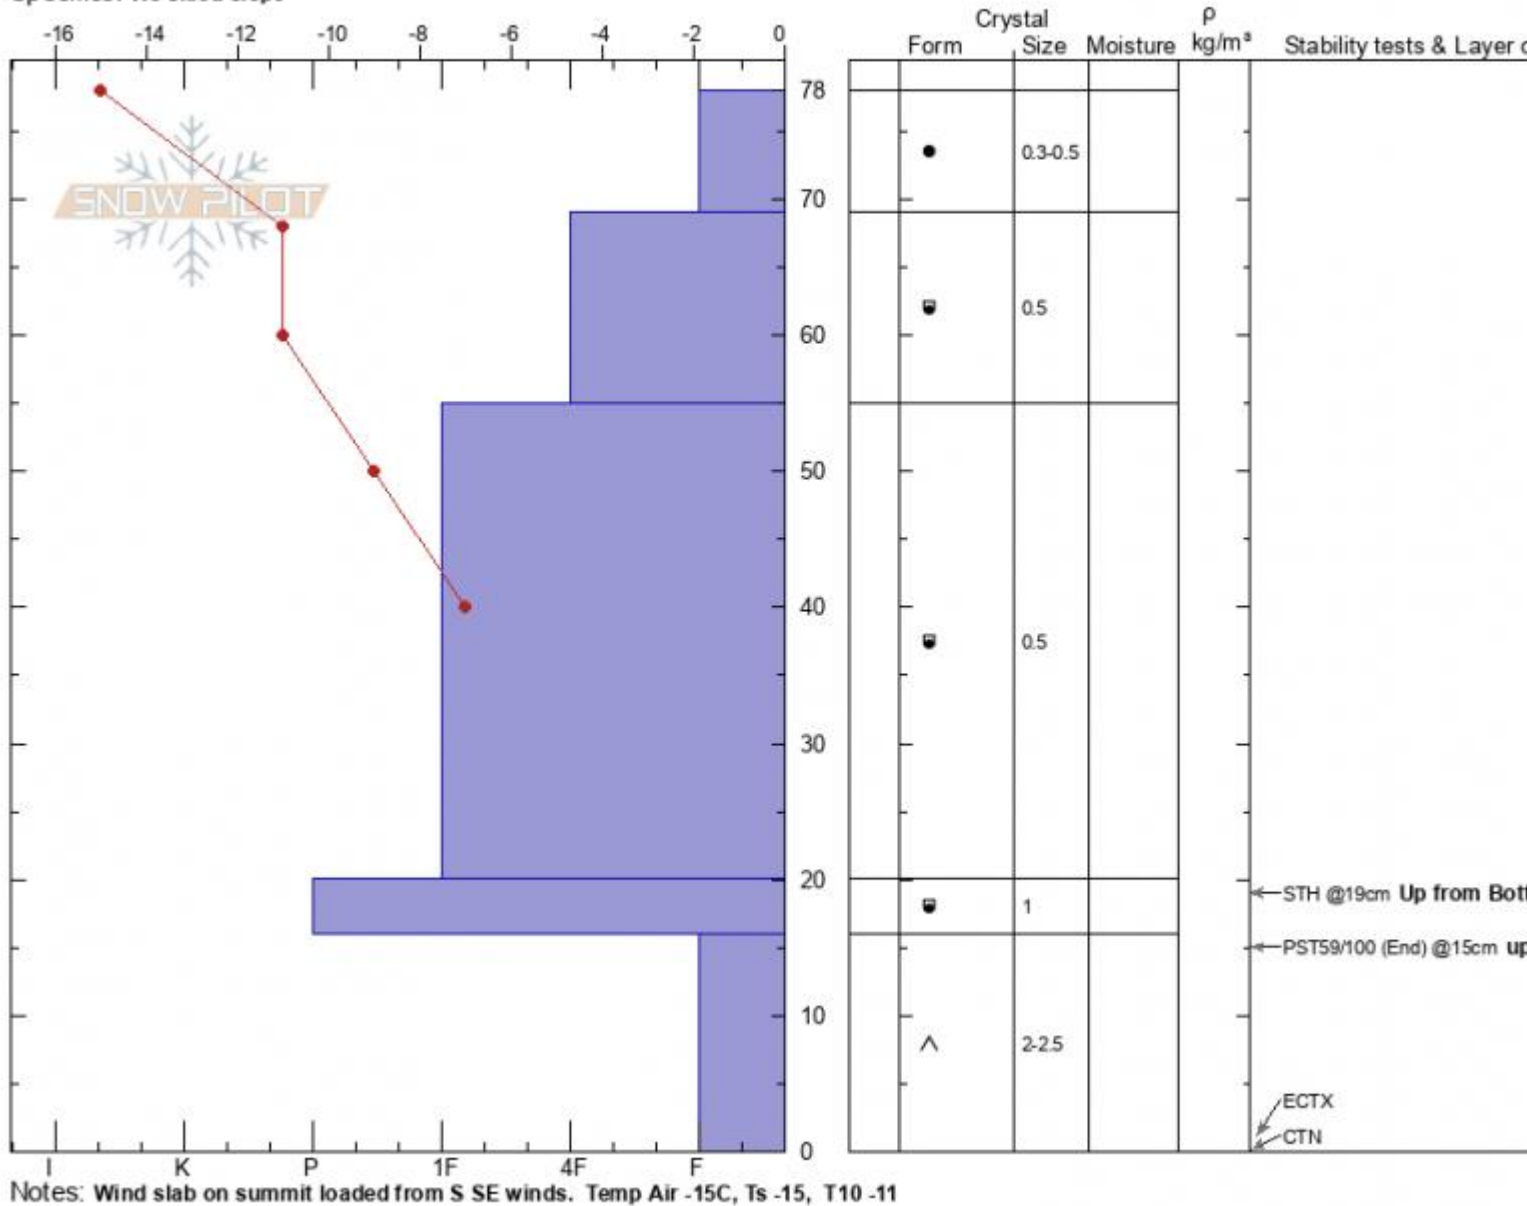 Crystal ρ
Form Size Moisture kg/m³ Stability tests & Layer c
-16 -14 -12 -10 -8 -6 -4 -2 0
SNOW PILOT
78
0.3-0.5
70
0.5
60
50
40
0.5
30
20
1
STH @19cm Up from Bott
PST59/100 (End) @15cm up
10
2-2.5
ECTX
CTN
0
I K P 1F 4F F
Notes: Wind slab on summit loaded from S SE winds. Temp Air -15C, Ts -15, T10 -11